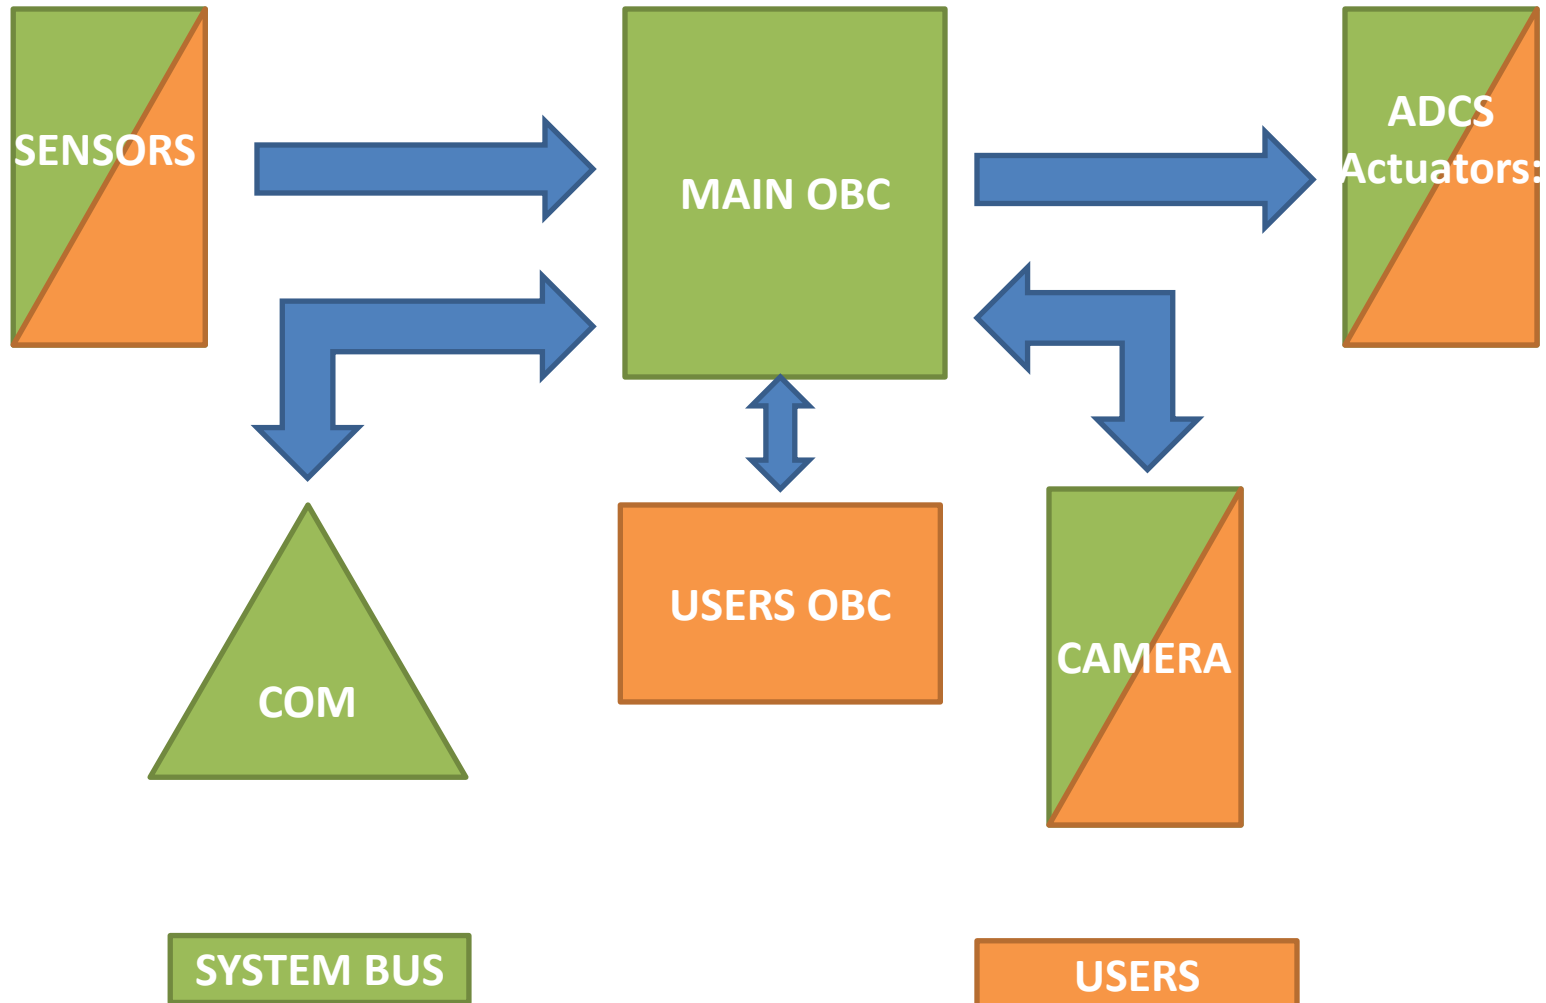 SENSORS
MAIN OBC
ADCS
Actuators:
USERS OBC
CAMERA
COM
SYSTEM BUS
USERS